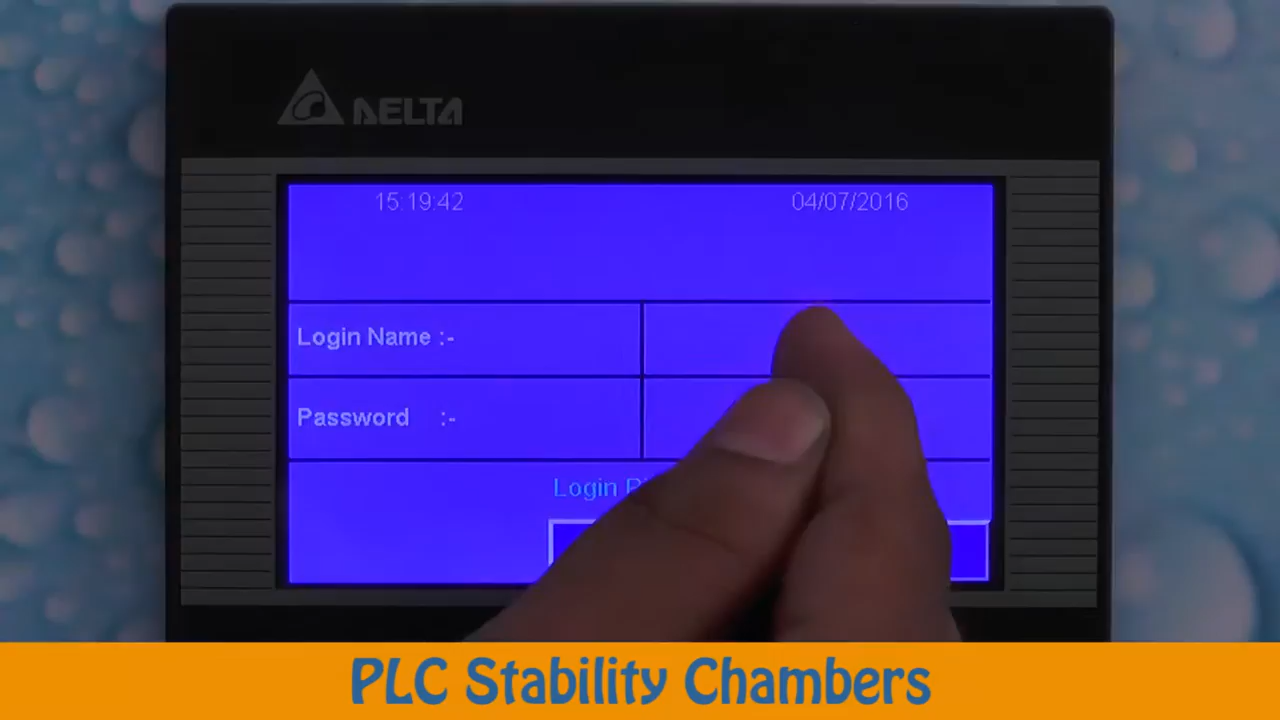 DELTA
15:19:42 04/07/2016
Login Name :-
Password :-
Login
PLC Stability Chambers